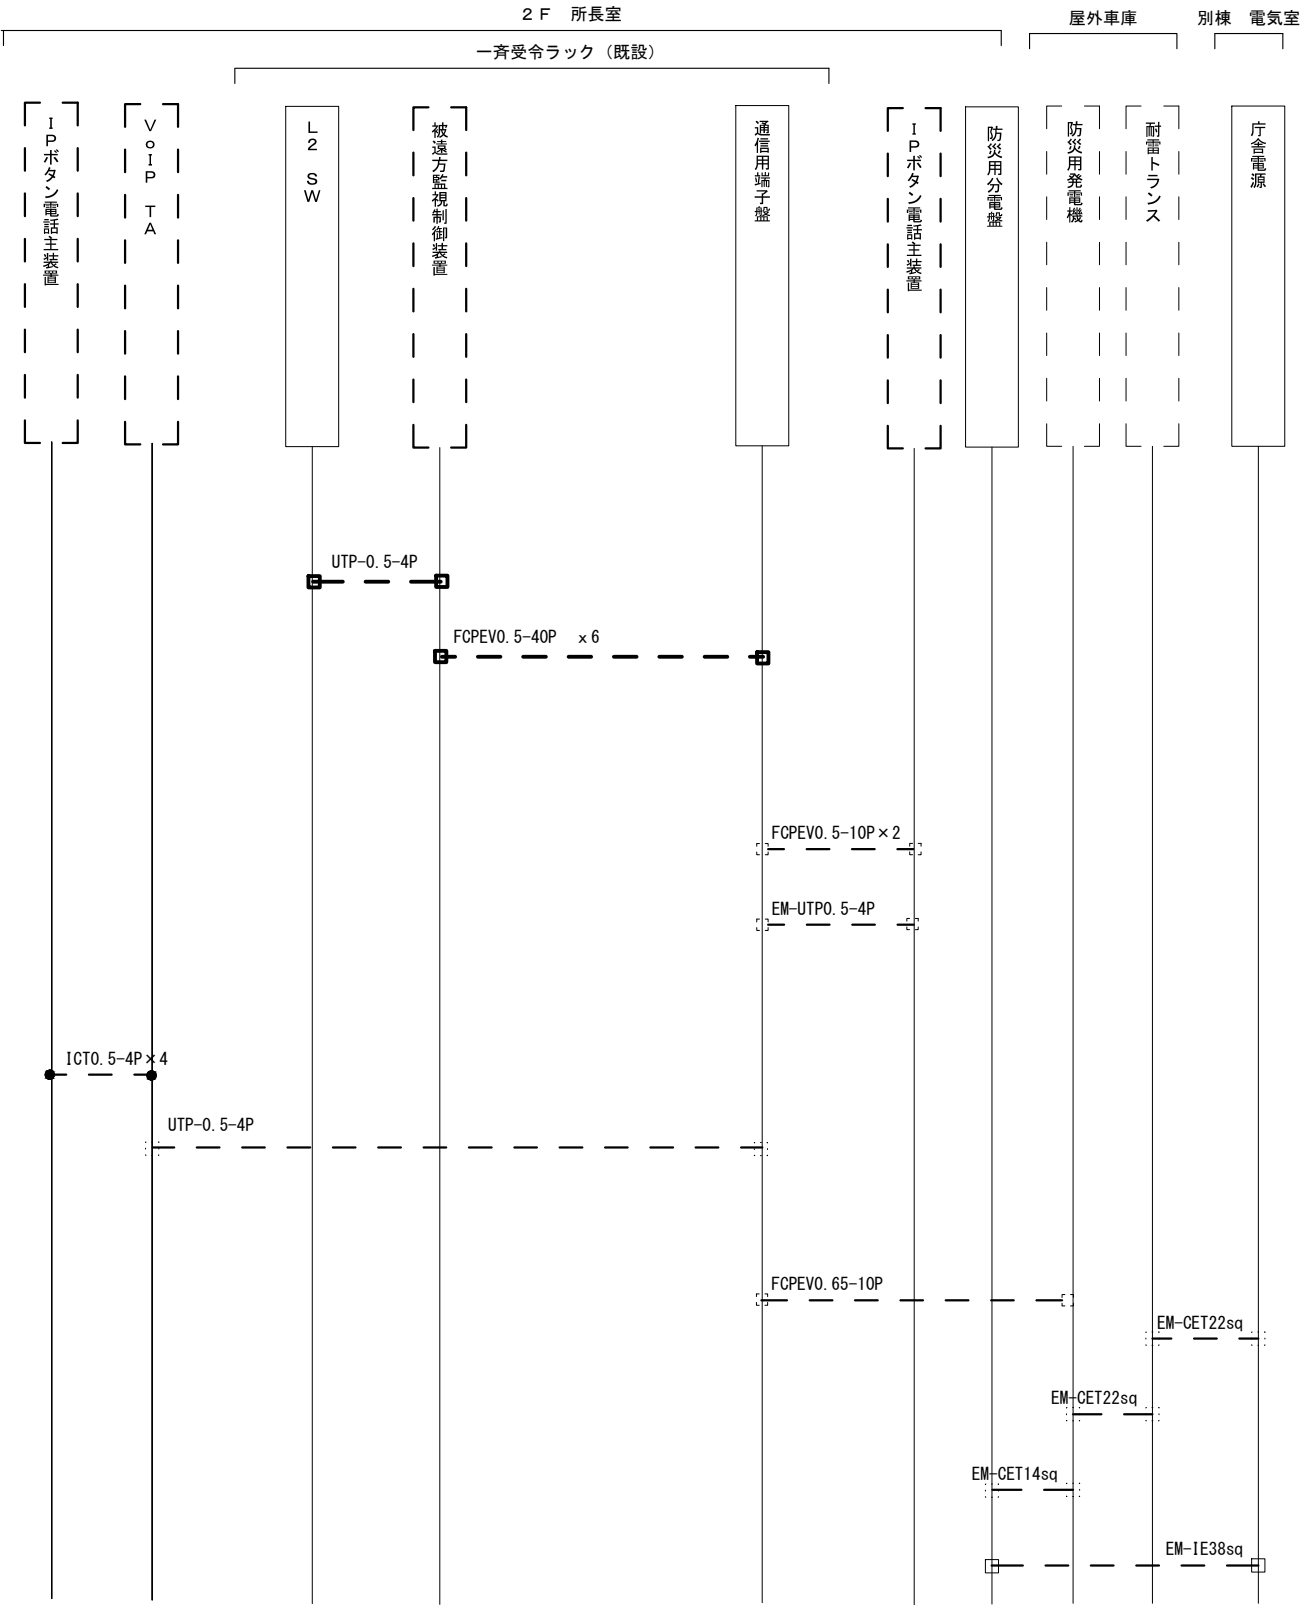 ２Ｆ　所長室
屋外車庫
別棟　電気室
一斉受令ラック（既設）
ＩＰボタン電話主装置
ＶｏＩＰ　ＴＡ
Ｌ２　ＳＷ
被遠方監視制御装置
通信用端子盤
ＩＰボタン電話主装置
防災用分電盤
防災用発電機
耐雷トランス
庁舎電源
UTP-0.5-4P
FCPEV0.5-40P　x6
FCPEV0.5-10P×2
EM-UTP0.5-4P
ICT0.5-4P×4
UTP-0.5-4P
FCPEV0.65-10P
EM-CET22sq
EM-CET22sq
EM-CET14sq
EM-IE38sq